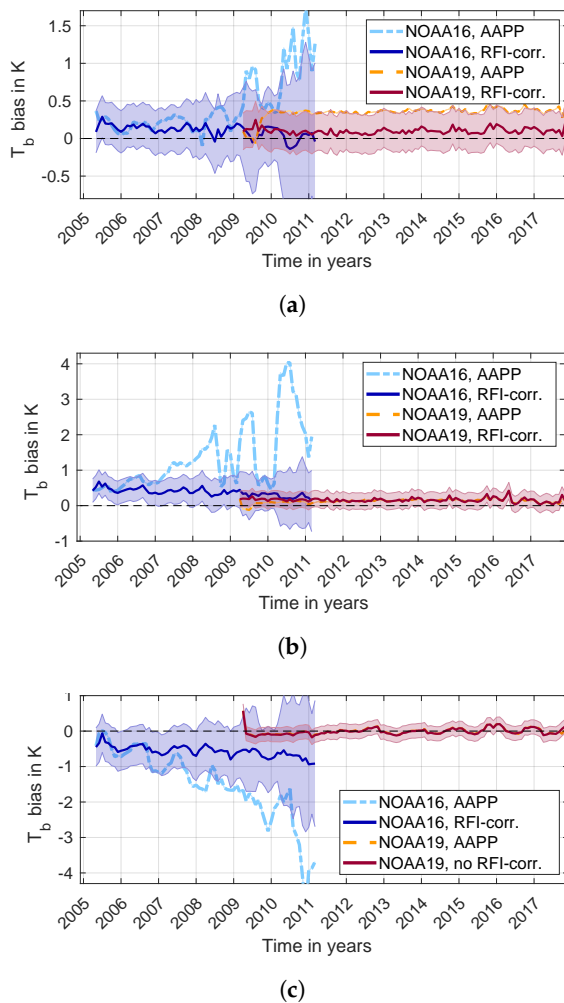 NOAA16, AAPP
NOAA16, RFI-corr.
NOAA19, AAPP
NOAA19, RFI-corr.
1.5
1
0.5
0
-0.5
T_b bias in K
2005 2006 2007 2008 2009 2010 2011 2012 2013 2014 2015 2016 2017
Time in years
(a)
NOAA16, AAPP
NOAA16, RFI-corr.
NOAA19, AAPP
NOAA19, RFI-corr.
4
3
2
1
0
-1
T_b bias in K
2005 2006 2007 2008 2009 2010 2011 2012 2013 2014 2015 2016 2017
Time in years
(b)
1
0
-1
-2
-3
-4
T_b bias in K
NOAA16, AAPP
NOAA16, RFI-corr.
NOAA19, AAPP
NOAA19, no RFI-corr.
2005 2006 2007 2008 2009 2010 2011 2012 2013 2014 2015 2016 2017
Time in years
(c)